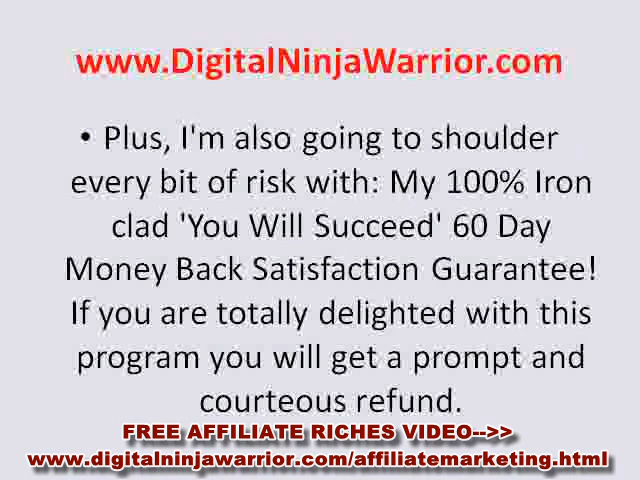 www.DigitalNinjaWarrior.com
• Plus, I'm also going to shoulder
every bit of risk with: My 100% Iron
clad 'You Will Succeed' 60 Day
Money Back Satisfaction Guarantee!
If you are totally delighted with this
program you will get a prompt and
courteous refund.
FREE AFFILIATE RICHES VIDEO-->>
www.digitalninjawarrior.com/affiliatemarketing.html